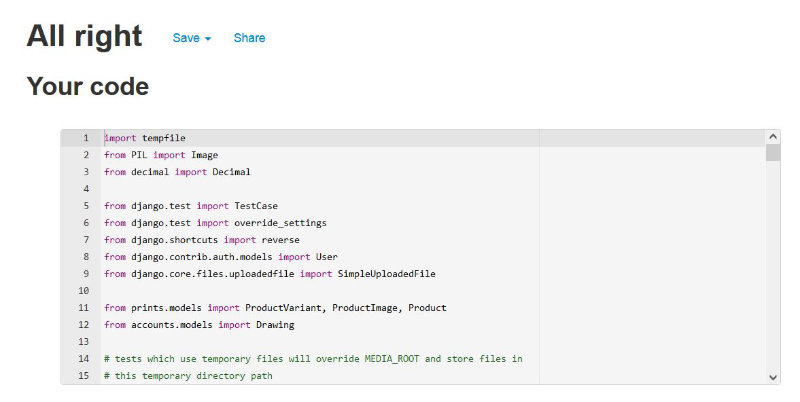 All right Save Share
Your code
1 import tempfile
2 from PIL import Image
3 from decimal import Decimal
4
5 from django.test import TestCase
6 from django.test import override_settings
7 from django.shortcuts import reverse
8 from django.contrib.auth.models import User
9 from django.core.files.uploadedfile import SimpleUploadedFile
10
11 from prints.models import ProductVariant, ProductImage, Product
12 from accounts.models import Drawing
13
14 # tests which use temporary files will override MEDIA_ROOT and store files in
15 # this temporary directory path